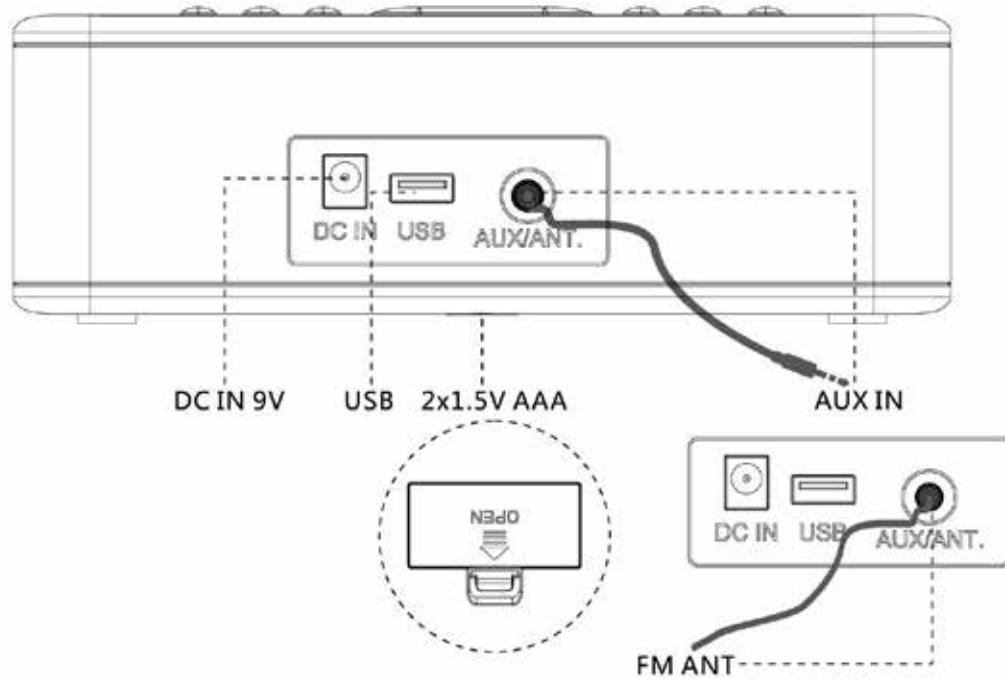 DC IN USB AUX/ANT.
DC IN 9V USB 2x1.5V AAA AUX IN
OPEN
DC IN USB AUX/ANT.
FM ANT